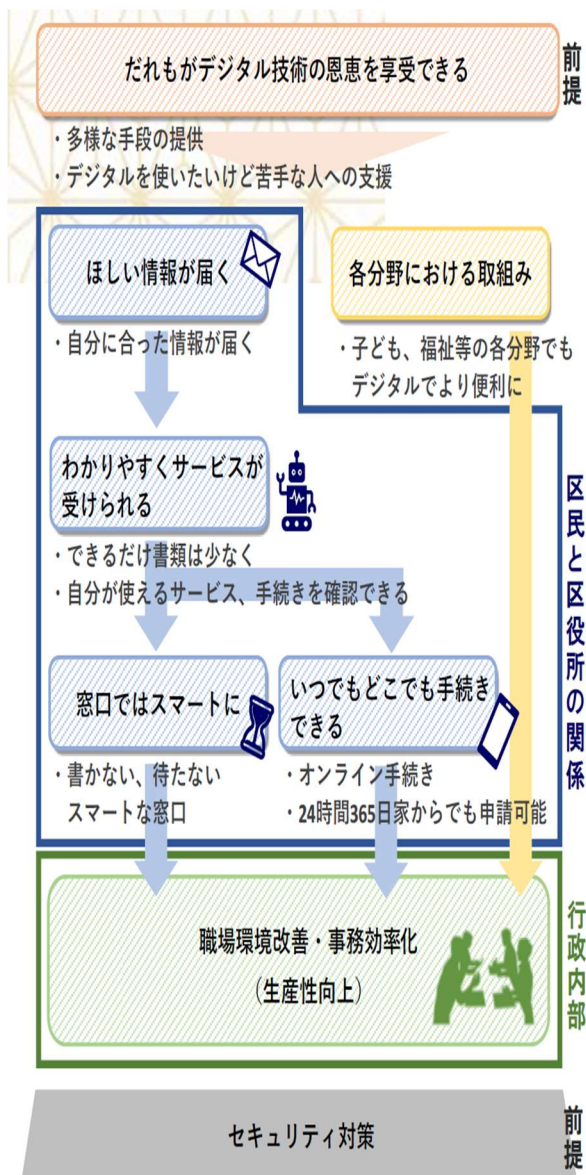 だれもがデジタル技術の恩恵を享受できる
前提
・多様な手段の提供
・デジタルを使いたいけど苦手な人への支援
ほしい情報が届く
・自分に合った情報が届く
各分野における取組み
・子ども、福祉等の各分野でも
デジタルでより便利に
わかりやすくサービスが
受けられる
・できるだけ書類は少なく
・自分が使えるサービス、手続きを確認できる
窓口ではスマートに
・書かない、待たない
スマートな窓口
いつでもどこでも手続き
できる
・オンライン手続き
・24時間365日家からでも申請可能
区民と区役所の関係
職場環境改善・事務効率化
（生産性向上）
行政内部
セキュリティ対策
前提